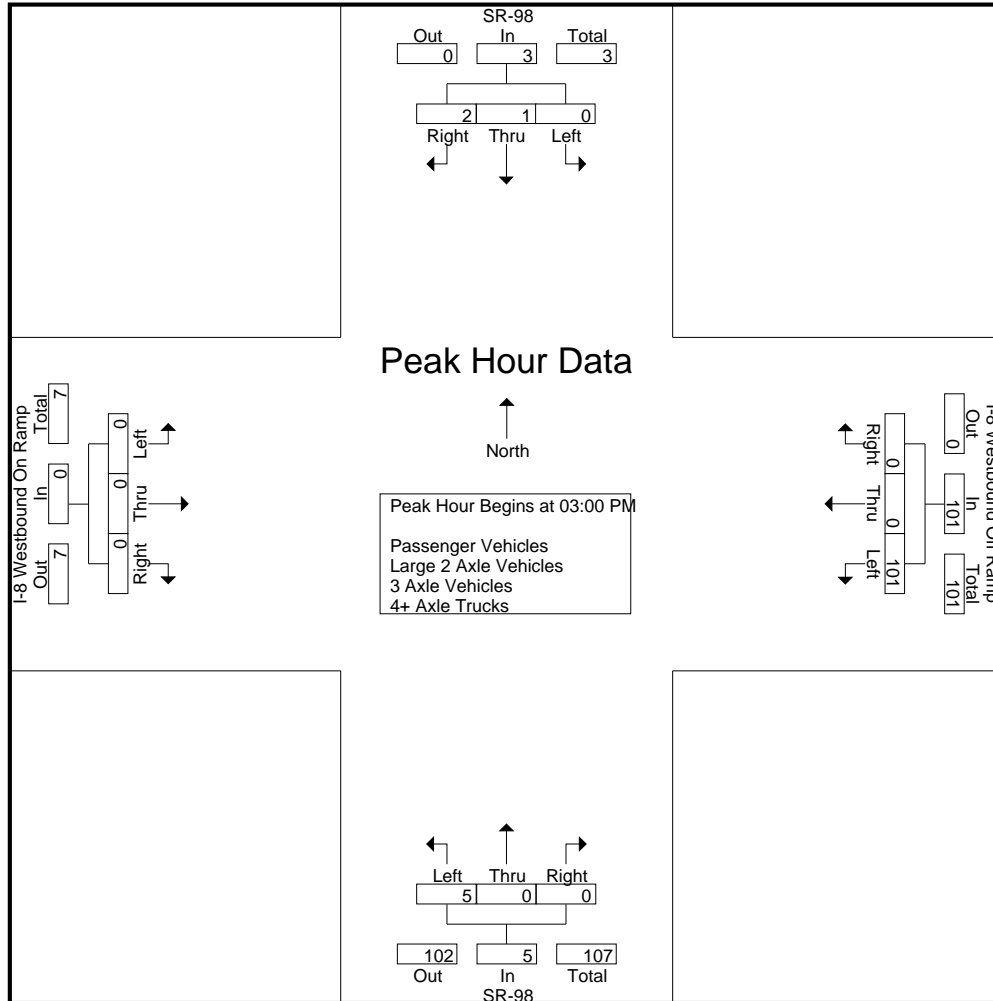 SR-98
Out In Total
0 3 3
2 1 0
Right Thru Left
Peak Hour Data
North
Peak Hour Begins at 03:00 PM
Passenger Vehicles
Large 2 Axle Vehicles
3 Axle Vehicles
4+ Axle Trucks
I-8 Westbound On Ramp
Out In Total
7 0 7
0 0 0
Right Thru Left
I-8 Westbound On Ramp
Out In Total
0 101 101
0 0 101
Right Thru Left
Left Thru Right
5 0 0
102 5 107
Out In Total
SR-98